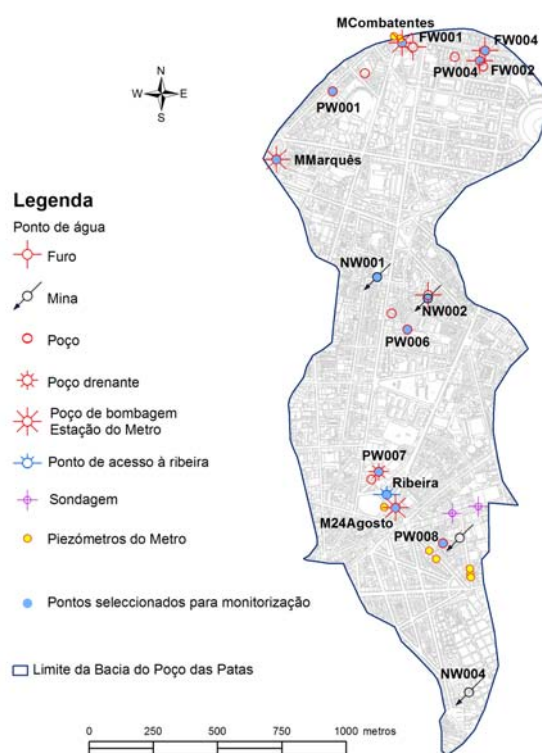 MCombatentes
FW001
FW004
PW004
FW002
PW001
N
W E
S
MMarquês
Legenda
Ponto de água
Furo
Mina
Poço
Poço drenante
Poço de bombagem
Estação do Metro
Ponto de acesso à ribeira
Sondagem
Piezómetros do Metro
Pontos seleccionados para monitorização
Limite da Bacia do Poço das Patas
NW001
NW002
PW006
PW007
Ribeira
M24Agosto
PW008
NW004
0 250 500 1000 metros